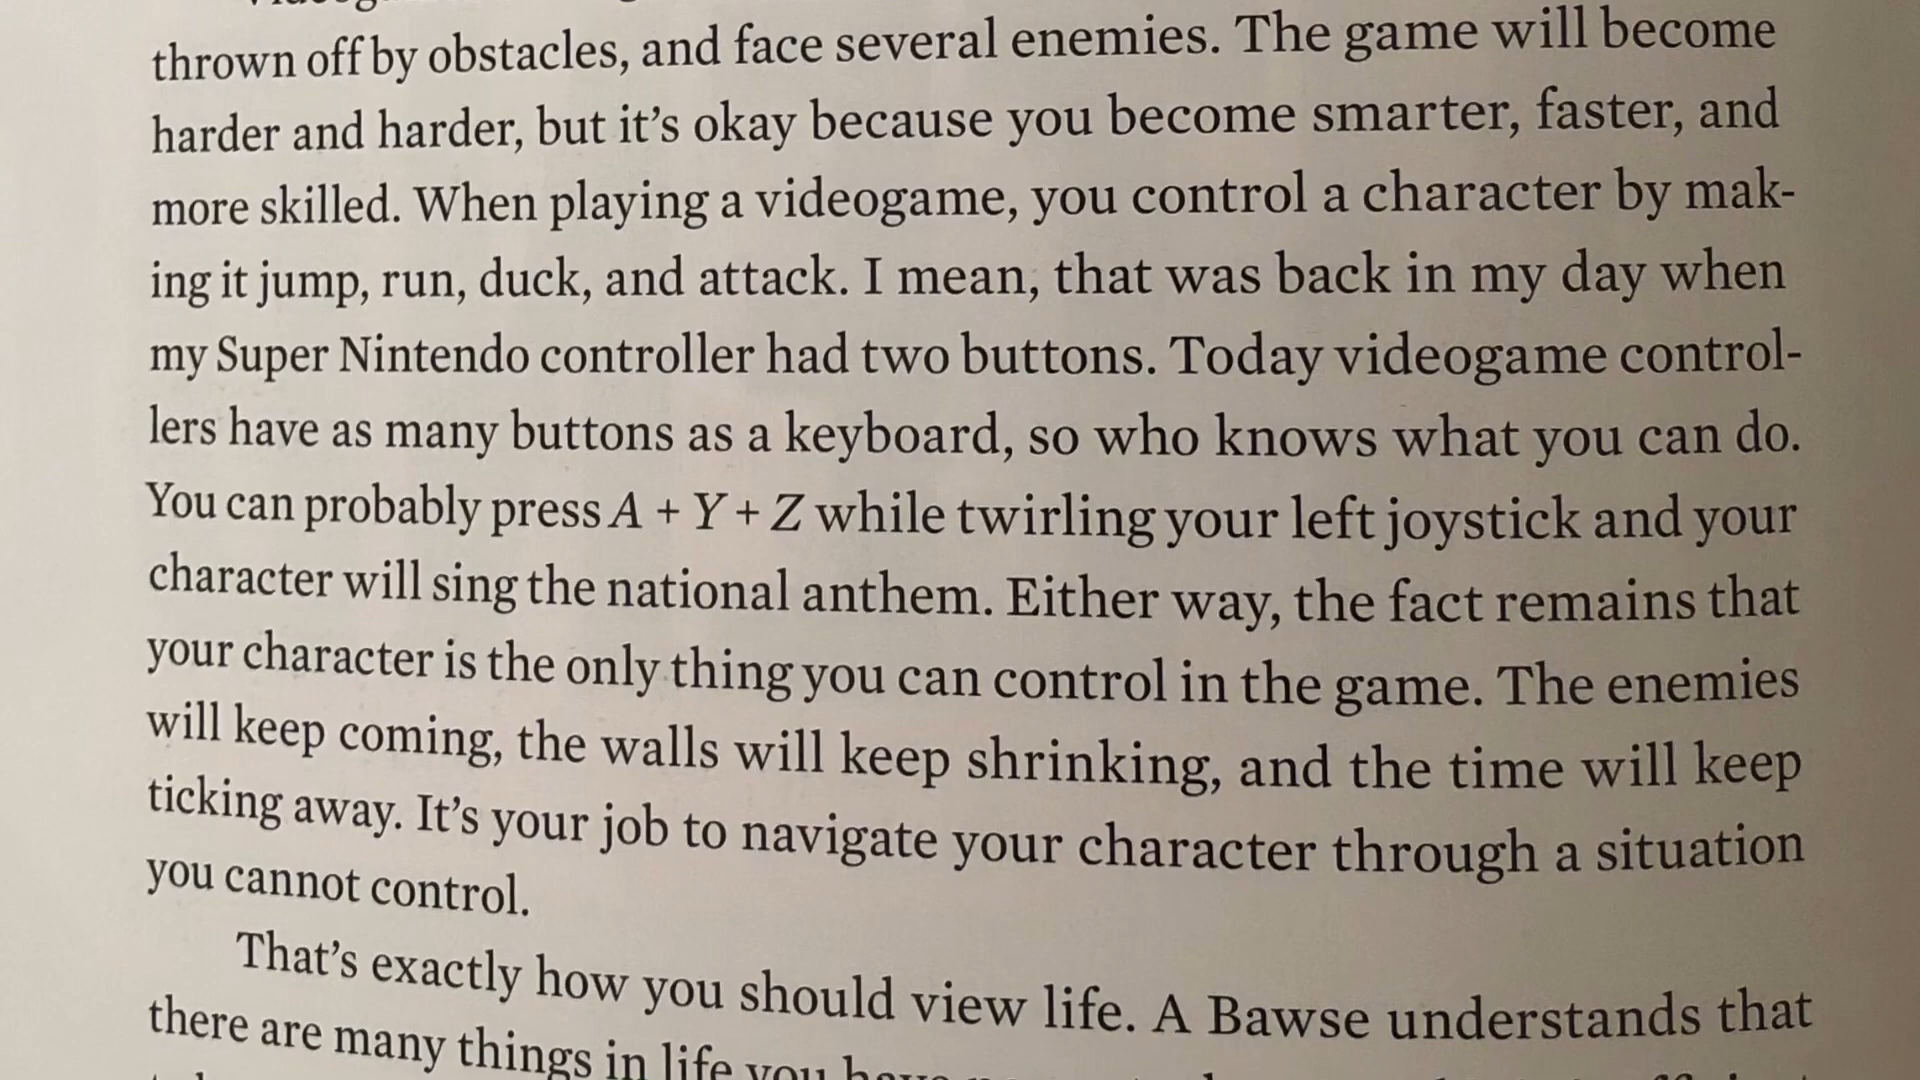 thrown off by obstacles, and face several enemies. The game will become
harder and harder, but it’s okay because you become smarter, faster, and
more skilled. When playing a videogame, you control a character by mak-
ing it jump, run, duck, and attack. I mean, that was back in my day when
my Super Nintendo controller had two buttons. Today videogame control-
lers have as many buttons as a keyboard, so who knows what you can do.
You can probably press A + Y + Z while twirling your left joystick and your
character will sing the national anthem. Either way, the fact remains that
your character is the only thing you can control in the game. The enemies
will keep coming, the walls will keep shrinking, and the time will keep
ticking away. It’s your job to navigate your character through a situation
you cannot control.
That’s exactly how you should view life. A Bawse understands that
there are many things in life you have